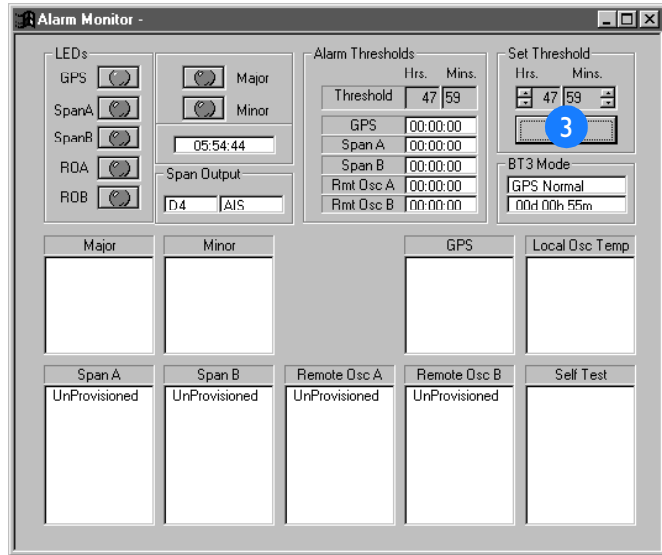 Alarm Monitor -
LEDs
GPS
SpanA
SpanB
ROA
ROB
Major
Minor
05:54:44
Span Output
D4 AIS
Alarm Thresholds
Hrs. Mins.
Threshold 47 59
GPS 00:00:00
Span A 00:00:00
Span B 00:00:00
Rmt Osc A 00:00:00
Rmt Osc B 00:00:00
Set Threshold
Hrs. Mins.
47 59
3
BT3 Mode
GPS Normal
00d 00h 55m
Major Minor GPS Local Osc Temp
Span A Span B Remote Osc A Remote Osc B Self Test
UnProvisioned UnProvisioned UnProvisioned UnProvisioned